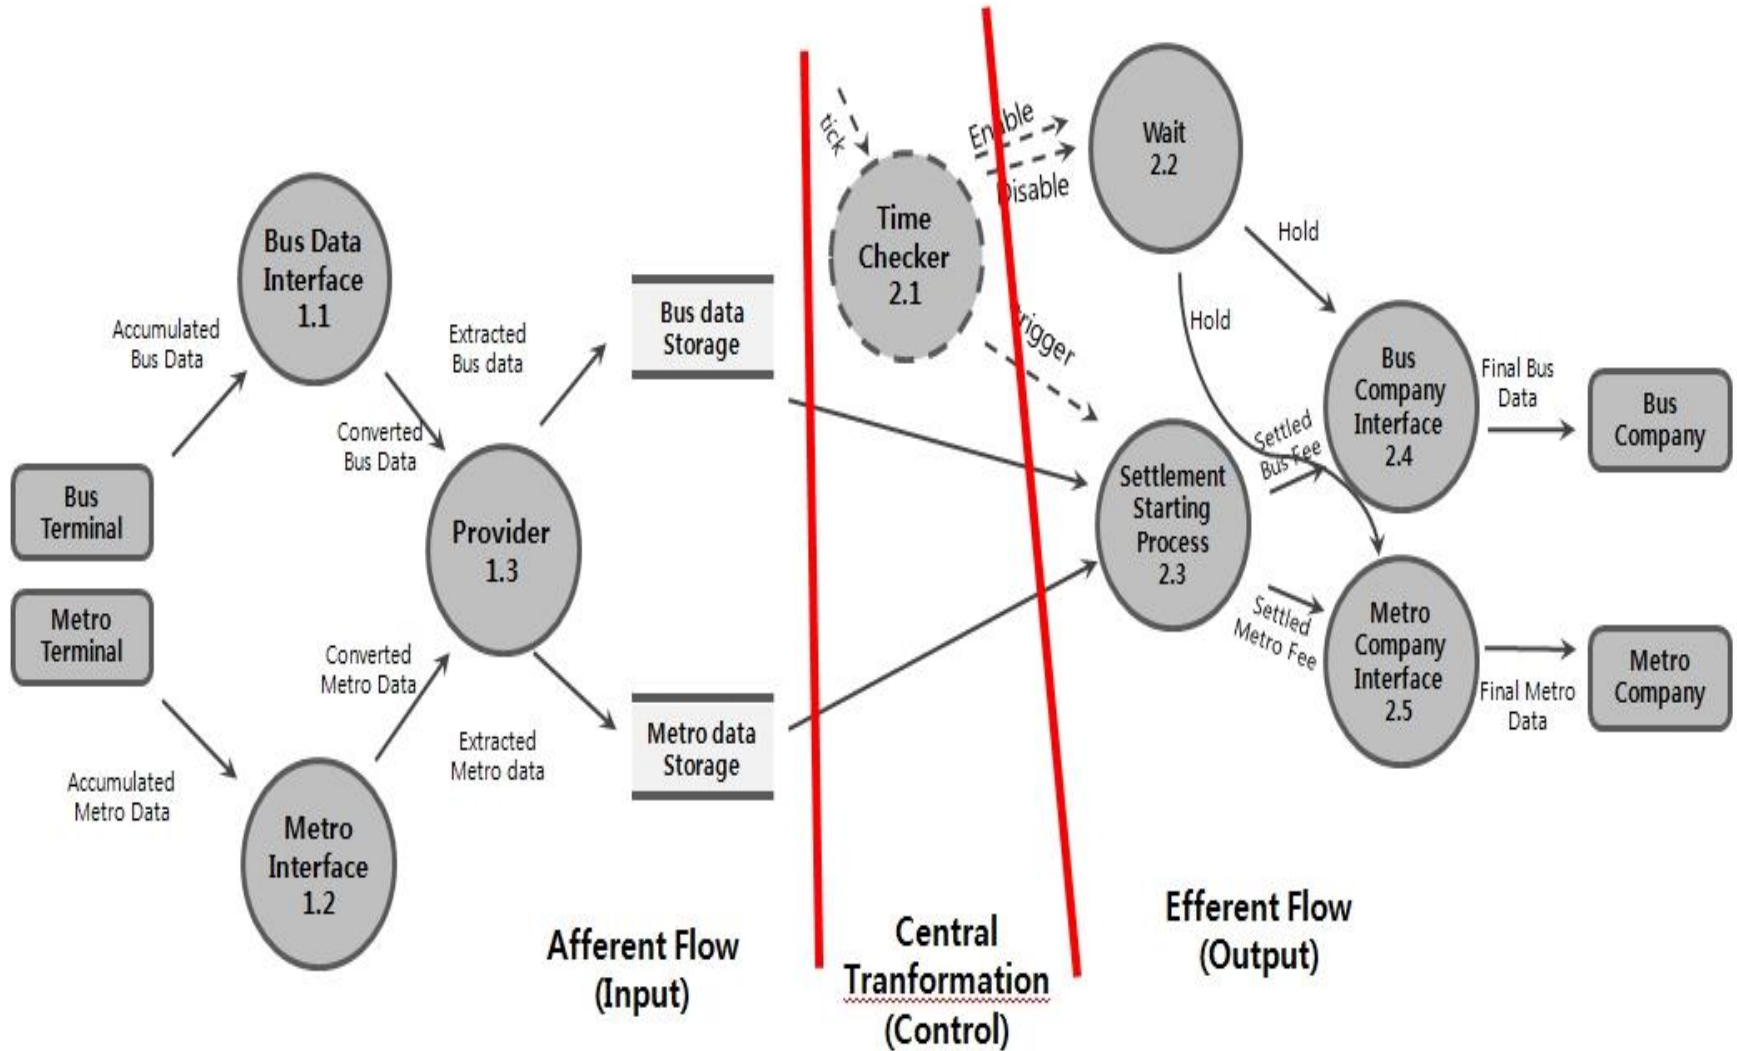 tick
Enable
Disable
Wait
2.2
Time
Checker
2.1
Hold
Bus Data
Interface
1.1
Accumulated
Bus Data
Extracted
Bus data
Bus data
Storage
Trigger
Hold
Bus
Company
Interface
2.4
Final Bus
Data
Bus
Company
Converted
Bus Data
Settled
Bus Fee
Bus
Terminal
Provider
1.3
Settlement
Starting
Process
2.3
Metro
Terminal
Settled
Metro Fee
Metro
Company
Interface
2.5
Final Metro
Data
Metro
Company
Converted
Metro Data
Extracted
Metro data
Metro data
Storage
Accumulated
Metro Data
Metro
Interface
1.2
Afferent Flow
(Input)
Central
Tranformation
(Control)
Efferent Flow
(Output)